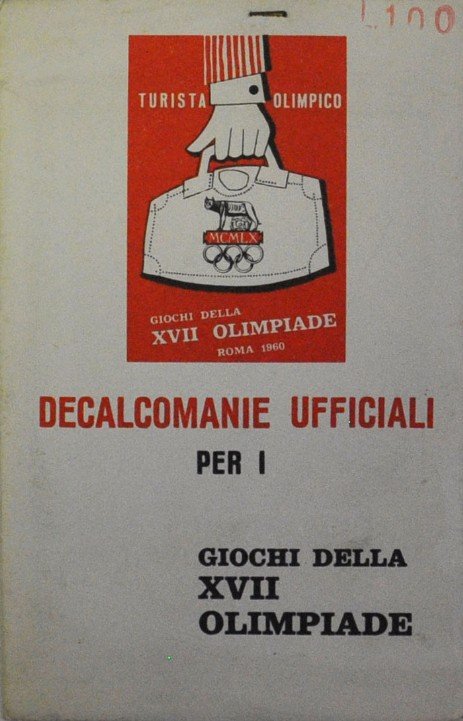 L.100
TURISTA OLIMPICO
MCMLX
GIOCHI DELLA
XVII OLIMPIADE
ROMA 1960
DECALCOMANIE UFFICIALI
PER I
GIOCHI DELLA
XVII
OLIMPIADE